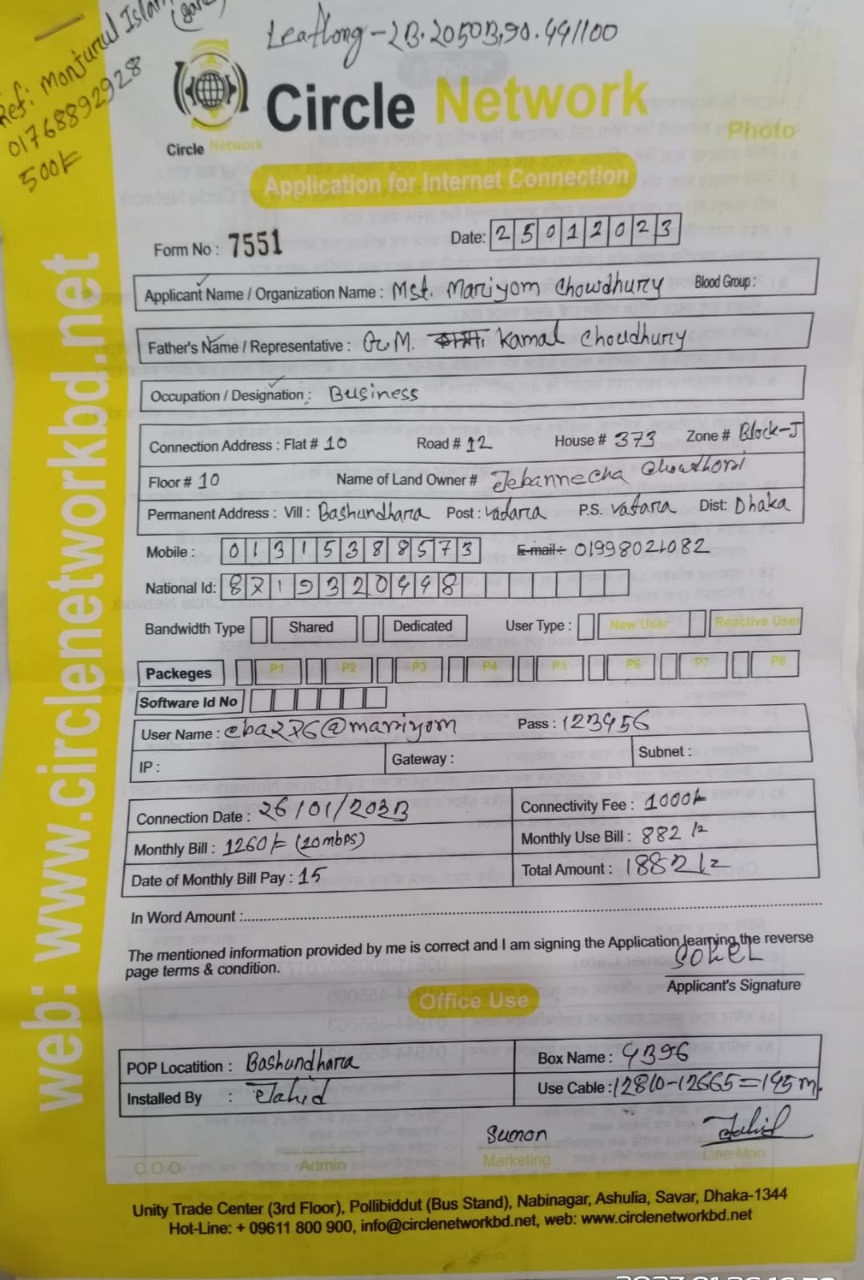 Leaflong-2B.2050B,90.441100
Ref: Monjurul Islam
01768892928
500/-
Circle Network
Circle Network
Photo
Application for Internet Connection
Form No : 7551
Date: 25012023
Applicant Name / Organization Name : Mst. Mariyom Chowdhury Blood Group :
Father's Name / Representative : G.M. Kamal Choudhury
Occupation / Designation : Business
Connection Address : Flat # 10 Road # 12 House # 373 Zone # Block-J
Floor # 10 Name of Land Owner # Jebannecha Chowdhori
Permanent Address : Vill : Bashundhara Post : Vadara P.S. Vatara Dist: Dhaka
Mobile : 01315388573 E-mail : 01998021082
National Id: 8719320448
Bandwidth Type Shared Dedicated User Type : New User Reactive User
Packeges P1 P2 P3 P4 P5 P6 P7 P8
Software Id No
User Name : cba276@mariyom Pass : 123456
IP : Gateway : Subnet :
Connection Date : 26/01/2023 Connectivity Fee : 1000/-
Monthly Bill : 1260/- (20mbps) Monthly Use Bill : 882/=
Date of Monthly Bill Pay : 15 Total Amount : 1882/=
In Word Amount :
The mentioned information provided by me is correct and I am signing the Application learning the reverse
page terms & condition.
SOHEL
Applicant's Signature
Office Use
POP Locatition : Bashundhara Box Name : GB96
Installed By : Jahid Use Cable : 12810-12665=145m.
Sumon Jahid
C.O.O Admin Marketing Line Man
Unity Trade Center (3rd Floor), Pollibiddut (Bus Stand), Nabinagar, Ashulia, Savar, Dhaka-1344
Hot-Line: + 09611 800 900, info@circlenetworkbd.net, web: www.circlenetworkbd.net
web: www.circlenetworkbd.net